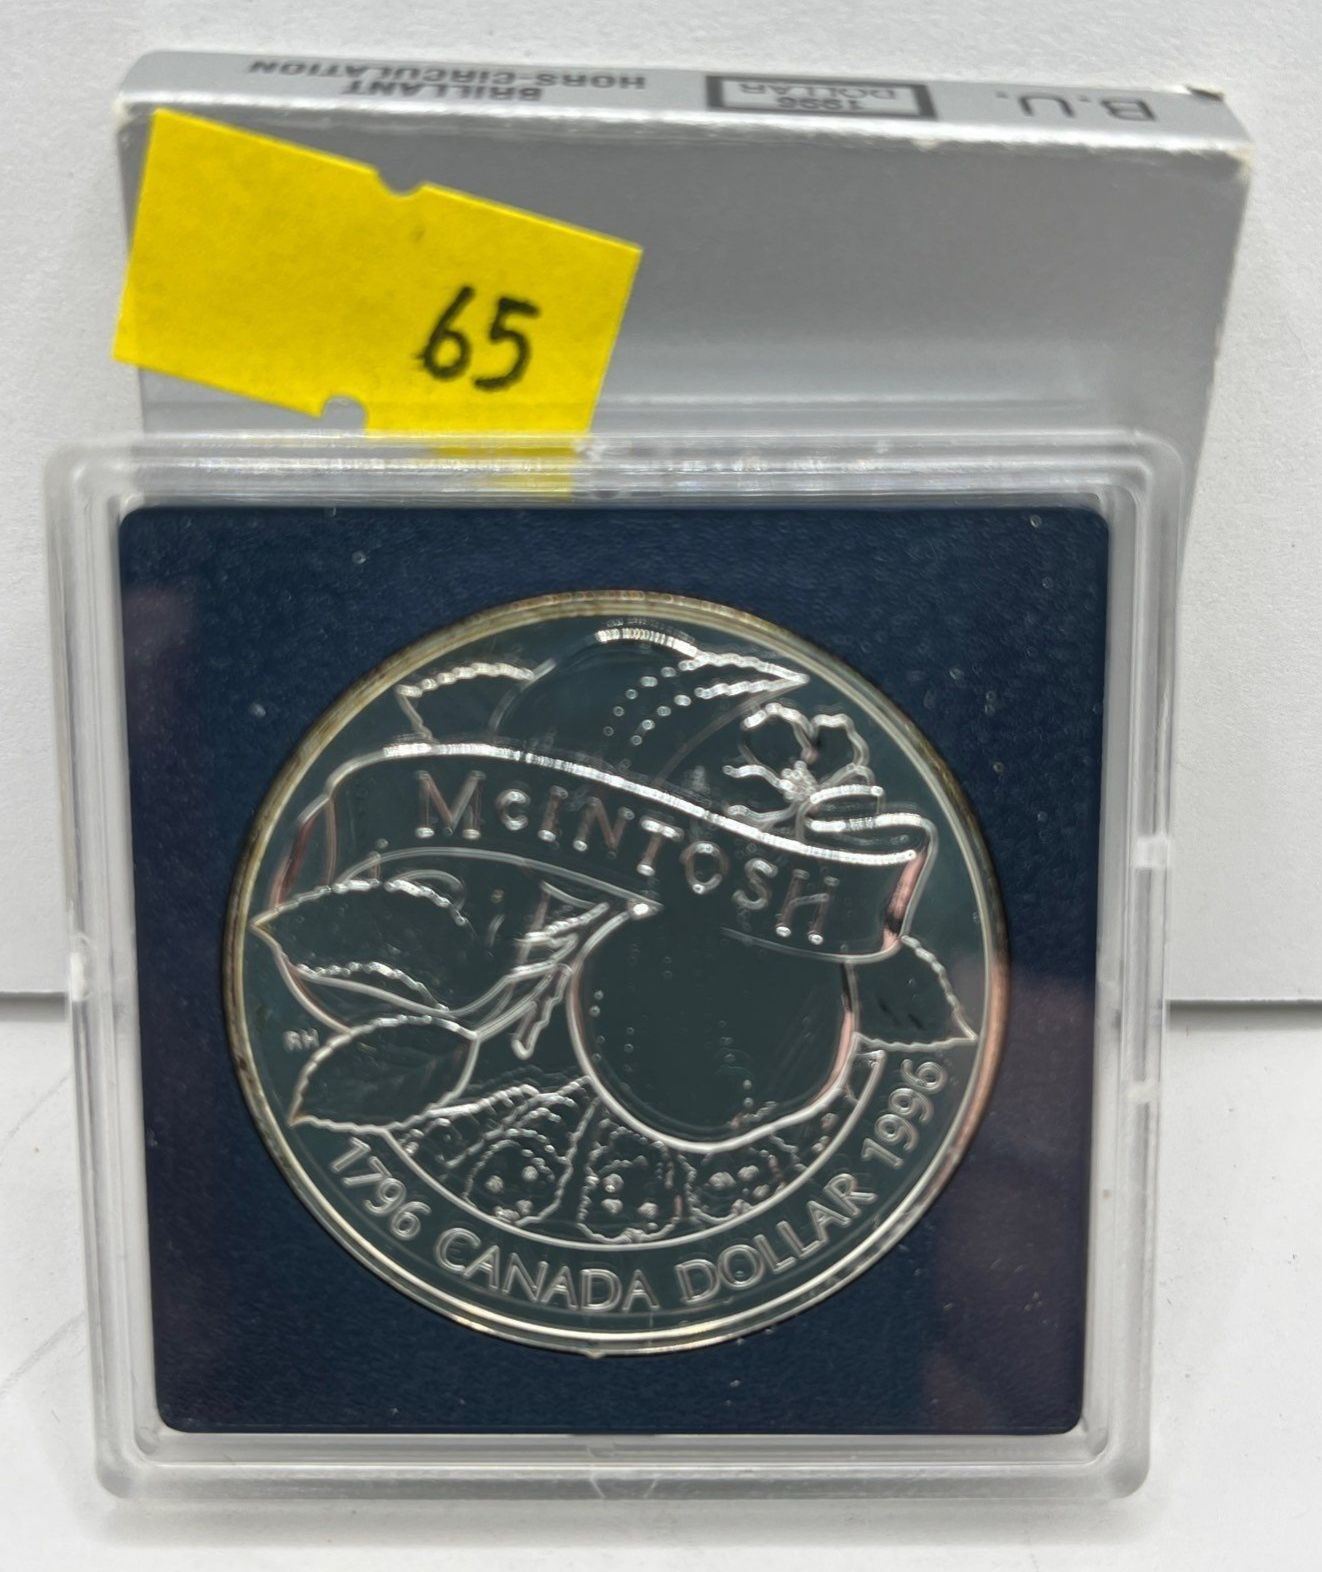 B.U.
1996
DOLLAR
BRILLANT
HORS-CIRCULATION
65
McINTOSH
RH
1796 CANADA DOLLAR 1996